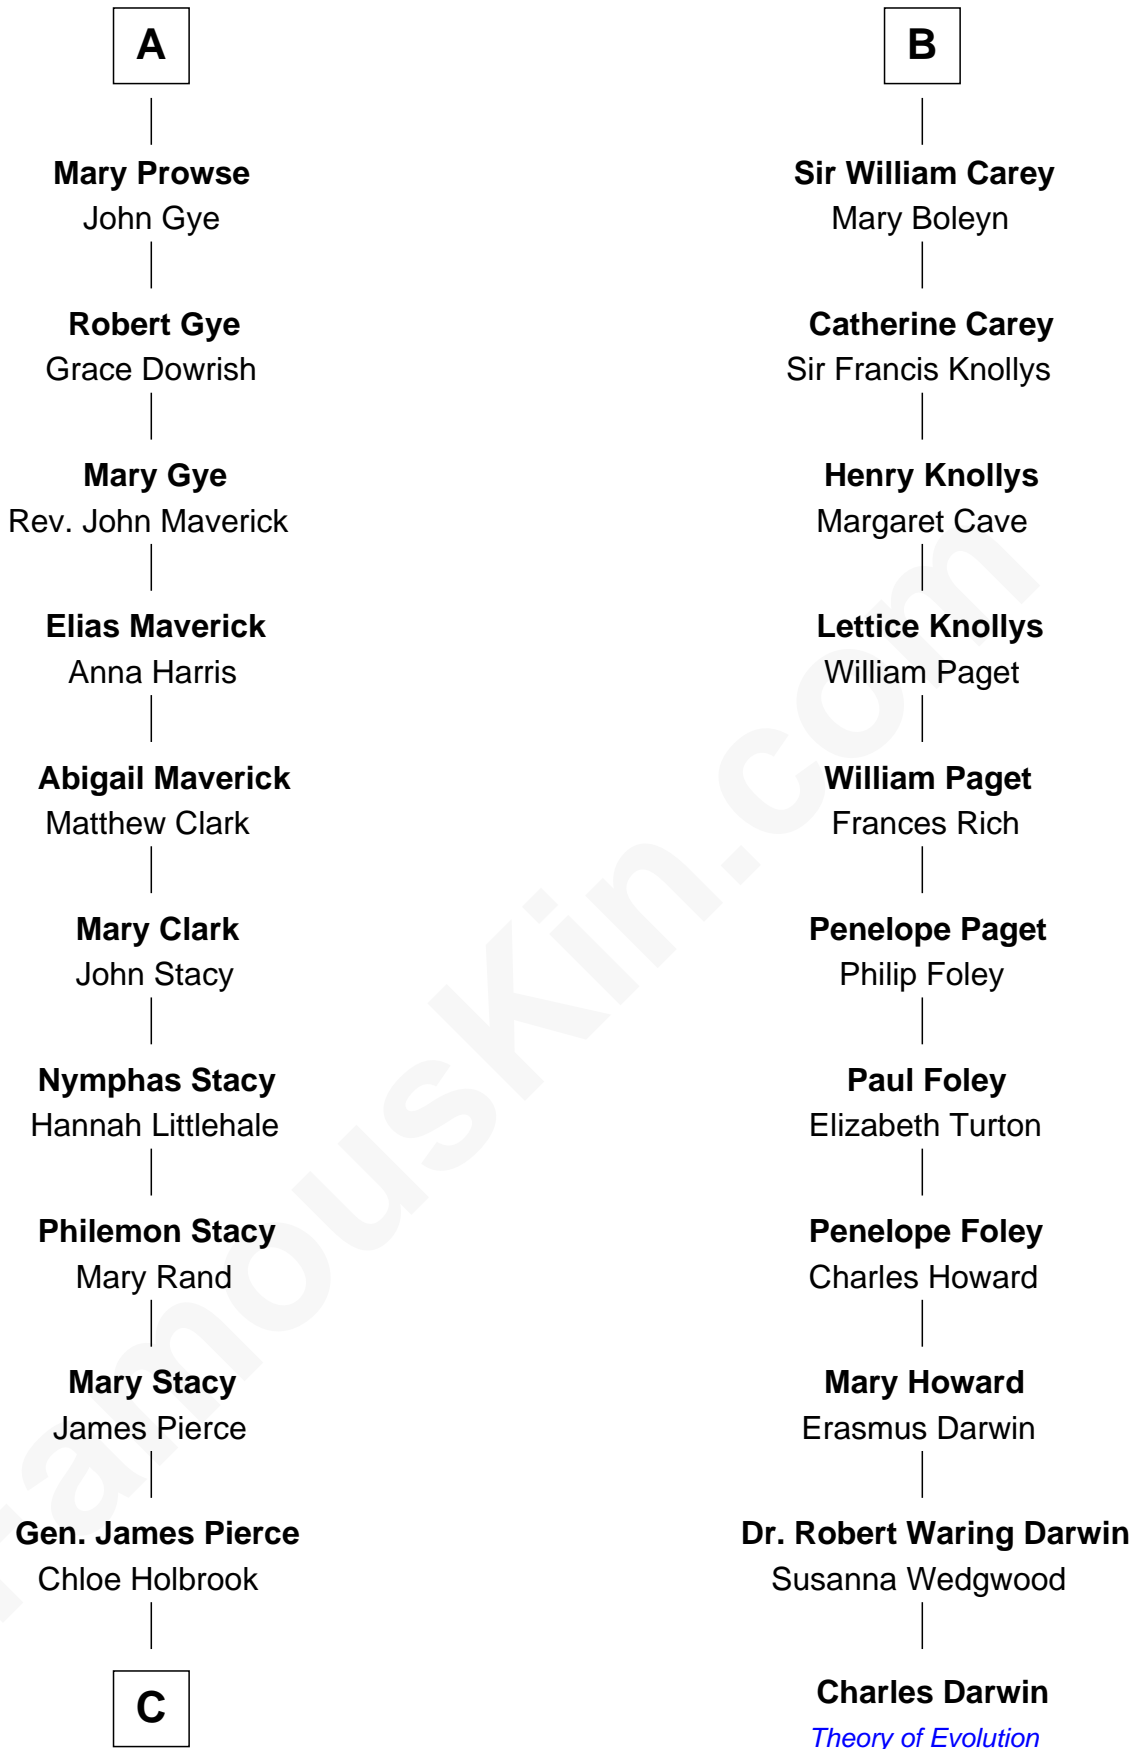 A
Mary Prowse
John Gye
Robert Gye
Grace Dowrish
Mary Gye
Rev. John Maverick
Elias Maverick
Anna Harris
Abigail Maverick
Matthew Clark
Mary Clark
John Stacy
Nymphas Stacy
Hannah Littlehale
Philemon Stacy
Mary Rand
Mary Stacy
James Pierce
Gen. James Pierce
Chloe Holbrook
C
B
Sir William Carey
Mary Boleyn
Catherine Carey
Sir Francis Knollys
Henry Knollys
Margaret Cave
Lettice Knollys
William Paget
William Paget
Frances Rich
Penelope Paget
Philip Foley
Paul Foley
Elizabeth Turton
Penelope Foley
Charles Howard
Mary Howard
Erasmus Darwin
Dr. Robert Waring Darwin
Susanna Wedgwood
Charles Darwin
Theory of Evolution
FamousKin.com